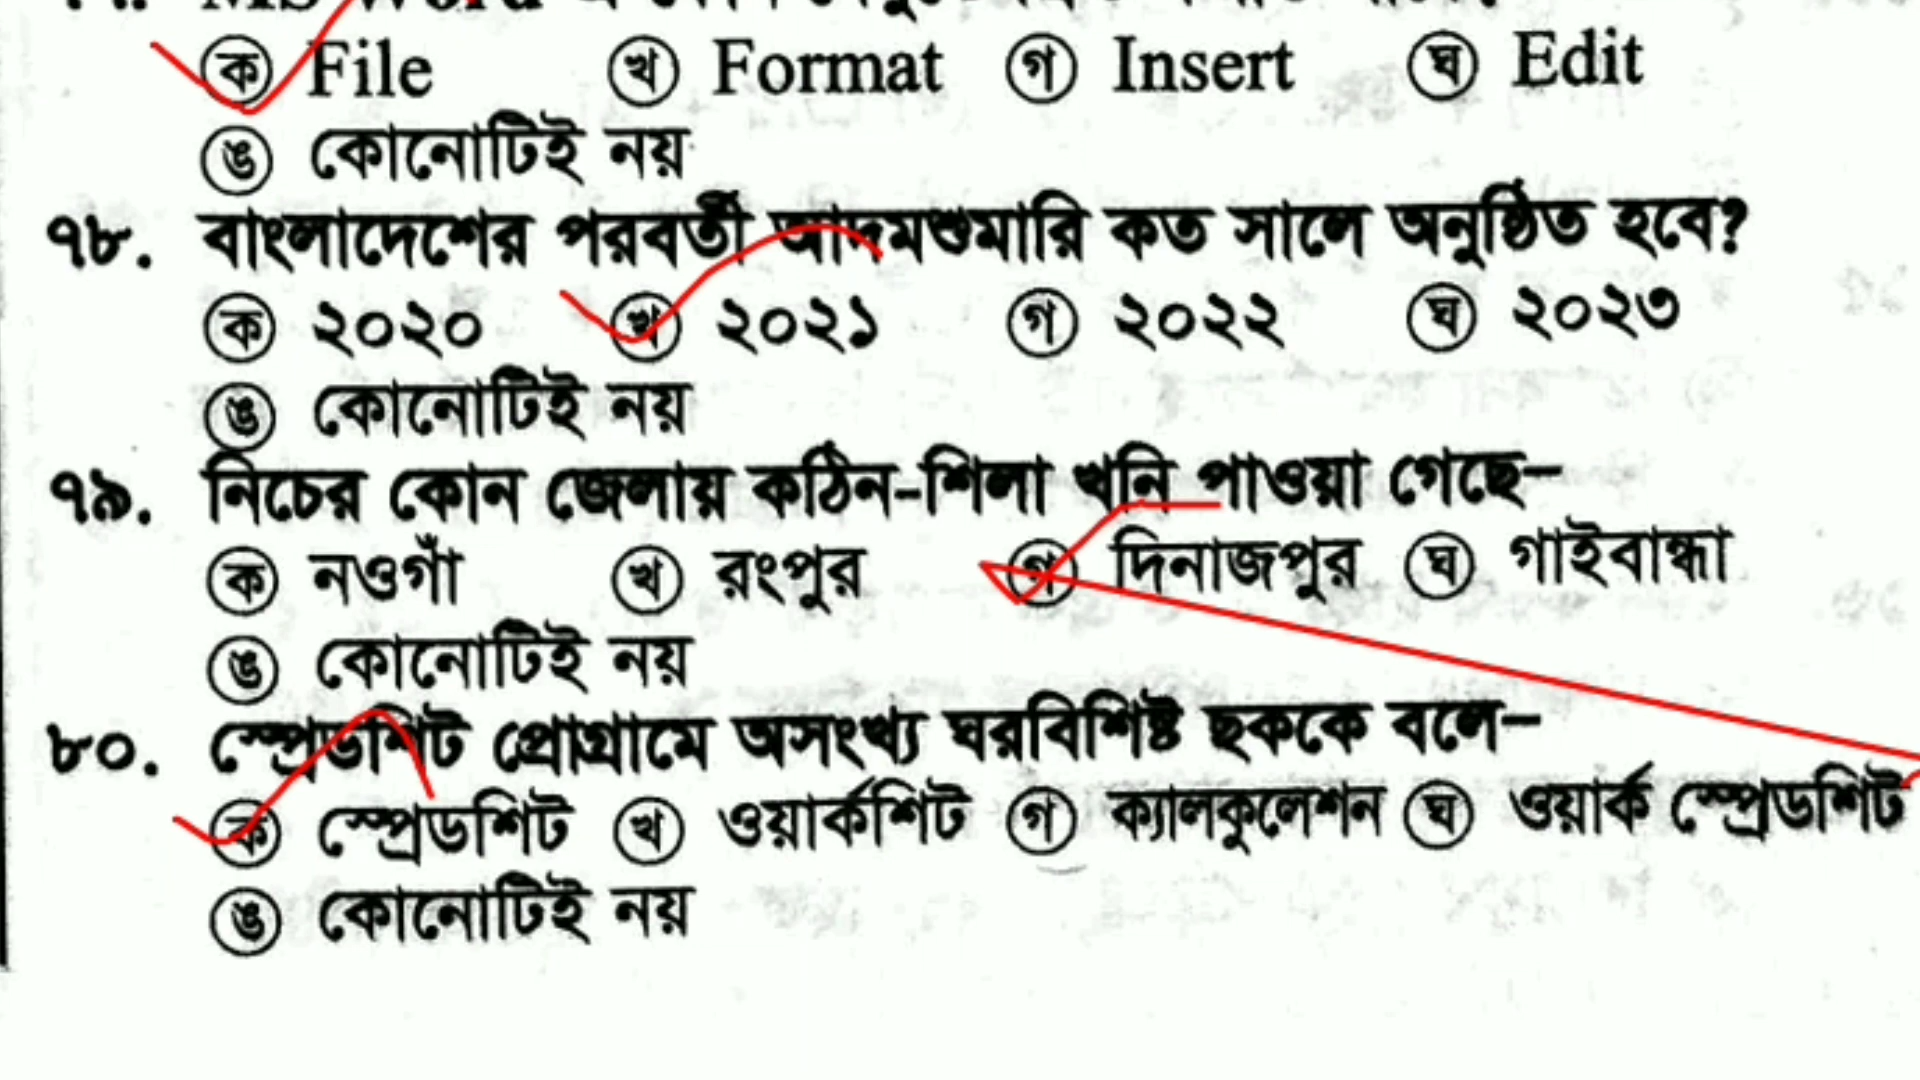 MS Word
ক File খ Format গ Insert ঘ Edit
ঙ কোনোটিই নয়
৭৮. বাংলাদেশের পরবর্তী আদমশুমারি কত সালে অনুষ্ঠিত হবে?
ক ২০২০ খ ২০২১ গ ২০২২ ঘ ২০২৩
ঙ কোনোটিই নয়
৭৯. নিচের কোন জেলায় কঠিন-শিলা খনি পাওয়া গেছে–
ক নওগাঁ খ রংপুর গ দিনাজপুর ঘ গাইবান্ধা
ঙ কোনোটিই নয়
৮০. স্প্রেডশিট প্রোগ্রামে অসংখ্য ঘরবিশিষ্ট ছককে বলে–
ক স্প্রেডশিট খ ওয়ার্কশিট গ ক্যালকুলেশন ঘ ওয়ার্ক স্প্রেডশিট
ঙ কোনোটিই নয়